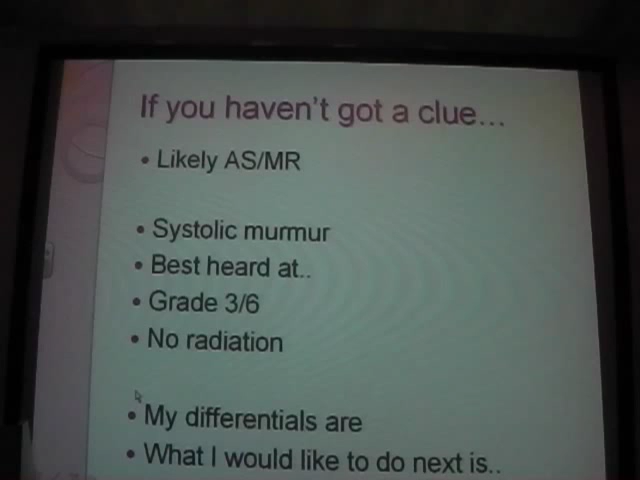 If you haven't got a clue...
• Likely AS/MR
• Systolic murmur
• Best heard at..
• Grade 3/6
• No radiation
• My differentials are
• What I would like to do next is..